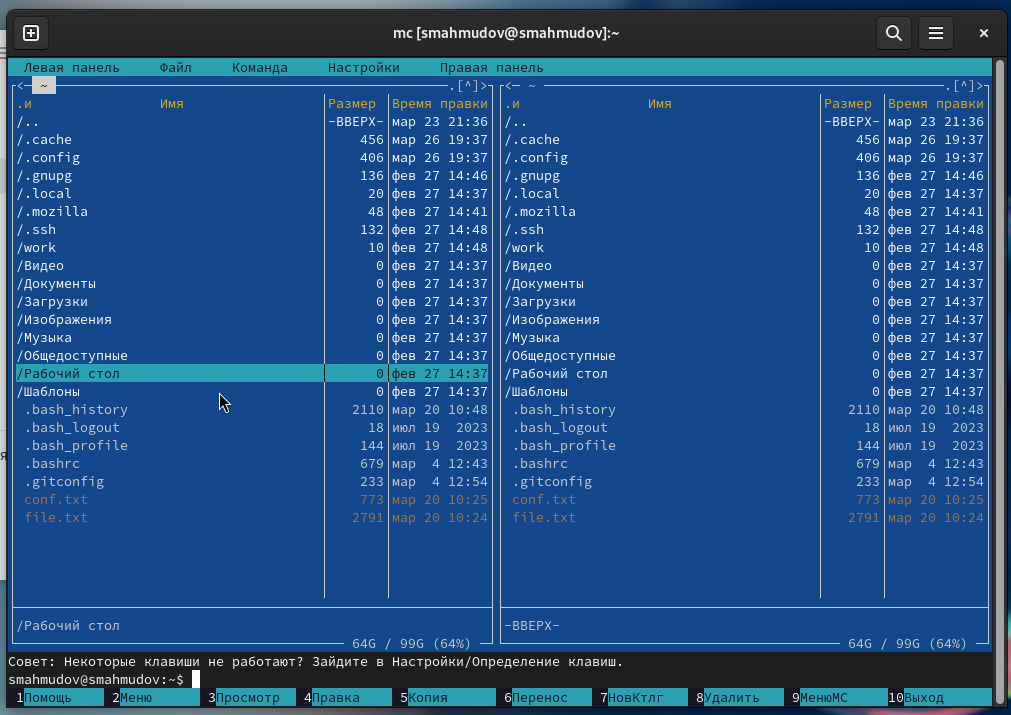 mc [smahmudov@smahmudov]:~
Левая панель Файл Команда Настройки Правая панель
<─ ~ .[^]> <─ ~ .[^]>
.и Имя Размер Время правки .и Имя Размер Время правки
/.. -ВВЕРХ- мар 23 21:36 /.. -ВВЕРХ- мар 23 21:36
/.cache 456 мар 26 19:37 /.cache 456 мар 26 19:37
/.config 406 мар 26 19:37 /.config 406 мар 26 19:37
/.gnupg 136 фев 27 14:46 /.gnupg 136 фев 27 14:46
/.local 20 фев 27 14:37 /.local 20 фев 27 14:37
/.mozilla 48 фев 27 14:41 /.mozilla 48 фев 27 14:41
/.ssh 132 фев 27 14:48 /.ssh 132 фев 27 14:48
/work 10 фев 27 14:48 /work 10 фев 27 14:48
/Видео 0 фев 27 14:37 /Видео 0 фев 27 14:37
/Документы 0 фев 27 14:37 /Документы 0 фев 27 14:37
/Загрузки 0 фев 27 14:37 /Загрузки 0 фев 27 14:37
/Изображения 0 фев 27 14:37 /Изображения 0 фев 27 14:37
/Музыка 0 фев 27 14:37 /Музыка 0 фев 27 14:37
/Общедоступные 0 фев 27 14:37 /Общедоступные 0 фев 27 14:37
/Рабочий стол 0 фев 27 14:37 /Рабочий стол 0 фев 27 14:37
/Шаблоны 0 фев 27 14:37 /Шаблоны 0 фев 27 14:37
.bash_history 2110 мар 20 10:48 .bash_history 2110 мар 20 10:48
.bash_logout 18 июл 19 2023 .bash_logout 18 июл 19 2023
.bash_profile 144 июл 19 2023 .bash_profile 144 июл 19 2023
.bashrc 679 мар 4 12:43 .bashrc 679 мар 4 12:43
.gitconfig 233 мар 4 12:54 .gitconfig 233 мар 4 12:54
conf.txt 773 мар 20 10:25 conf.txt 773 мар 20 10:25
file.txt 2791 мар 20 10:24 file.txt 2791 мар 20 10:24
/Рабочий стол -ВВЕРХ-
64G / 99G (64%) 64G / 99G (64%)
Совет: Некоторые клавиши не работают? Зайдите в Настройки/Определение клавиш.
smahmudov@smahmudov:~$
1Помощь 2Меню 3Просмотр 4Правка 5Копия 6Перенос 7НовКтлг 8Удалить 9МенюМС 10Выход